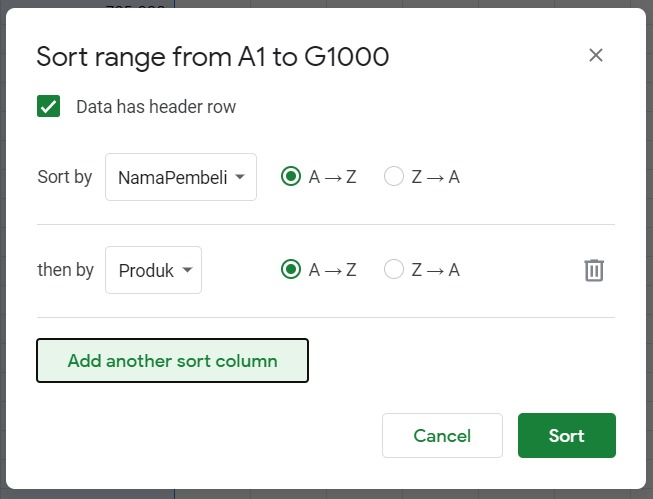 Sort range from A1 to G1000
Data has header row
Sort by NamaPembeli A → Z Z → A
then by Produk A → Z Z → A
Add another sort column
Cancel Sort